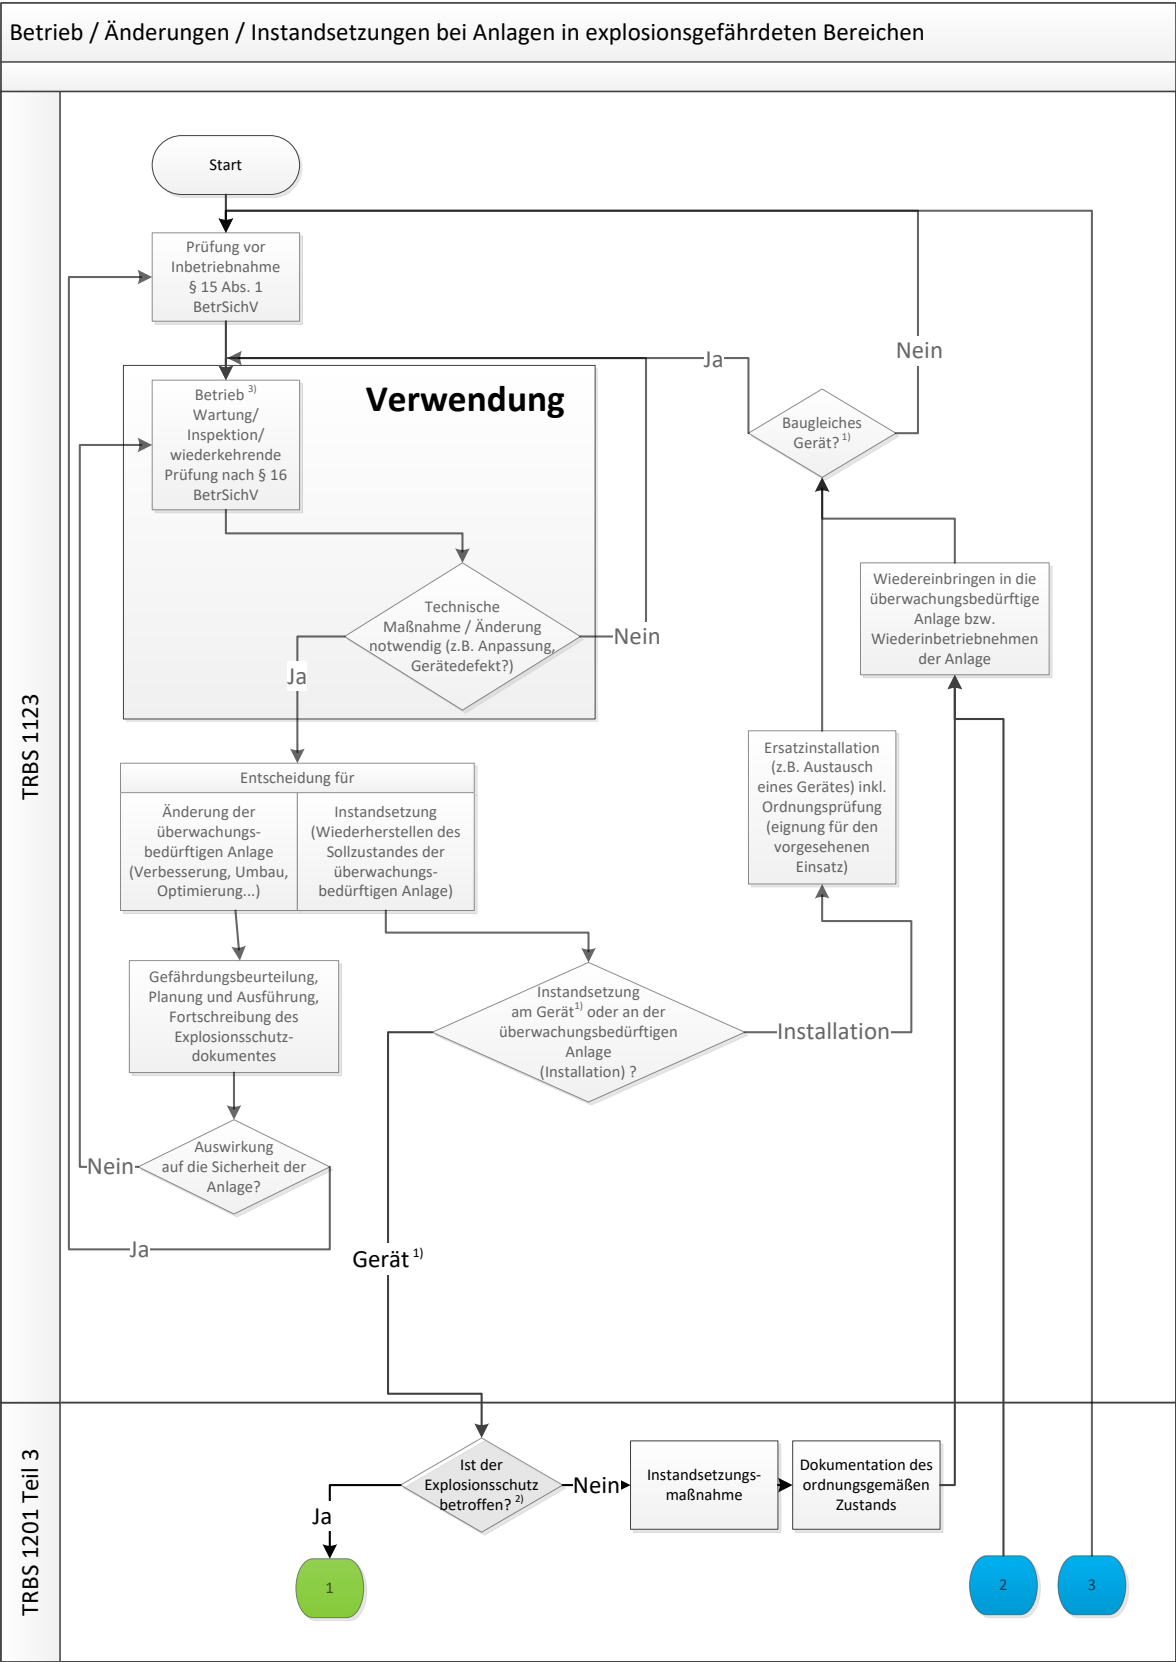 Betrieb / Änderungen / Instandsetzungen bei Anlagen in explosionsgefährdeten Bereichen
TRBS 1123
Start
Prüfung vor
Inbetriebnahme
§ 15 Abs. 1
BetrSichV
Ja
Nein
Verwendung
Betrieb 3)
Wartung/
Inspektion/
wiederkehrende
Prüfung nach § 16
BetrSichV
Baugleiches
Gerät? 1)
Technische
Maßnahme / Änderung
notwendig (z.B. Anpassung,
Gerätedefekt?)
Nein
Ja
Wiedereinbringen in die
überwachungsbedürftige
Anlage bzw.
Wiederinbetriebnehmen
der Anlage
Entscheidung für
Änderung der
überwachungs-
bedürftigen Anlage
(Verbesserung, Umbau,
Optimierung...)
Instandsetzung
(Wiederherstellen des
Sollzustandes der
überwachungs-
bedürftigen Anlage)
Ersatzinstallation
(z.B. Austausch
eines Gerätes) inkl.
Ordnungsprüfung
(eignung für den
vorgesehenen
Einsatz)
Gefährdungsbeurteilung,
Planung und Ausführung,
Fortschreibung des
Explosionsschutz-
dokumentes
Instandsetzung
am Gerät1) oder an der
überwachungsbedürftigen
Anlage
(Installation) ?
Installation
Auswirkung
auf die Sicherheit der
Anlage?
Nein
Ja
Gerät 1)
TRBS 1201 Teil 3
Ist der
Explosionsschutz
betroffen? 2)
Nein
Instandsetzungs-
maßnahme
Dokumentation des
ordnungsgemäßen
Zustands
Ja
1
2
3